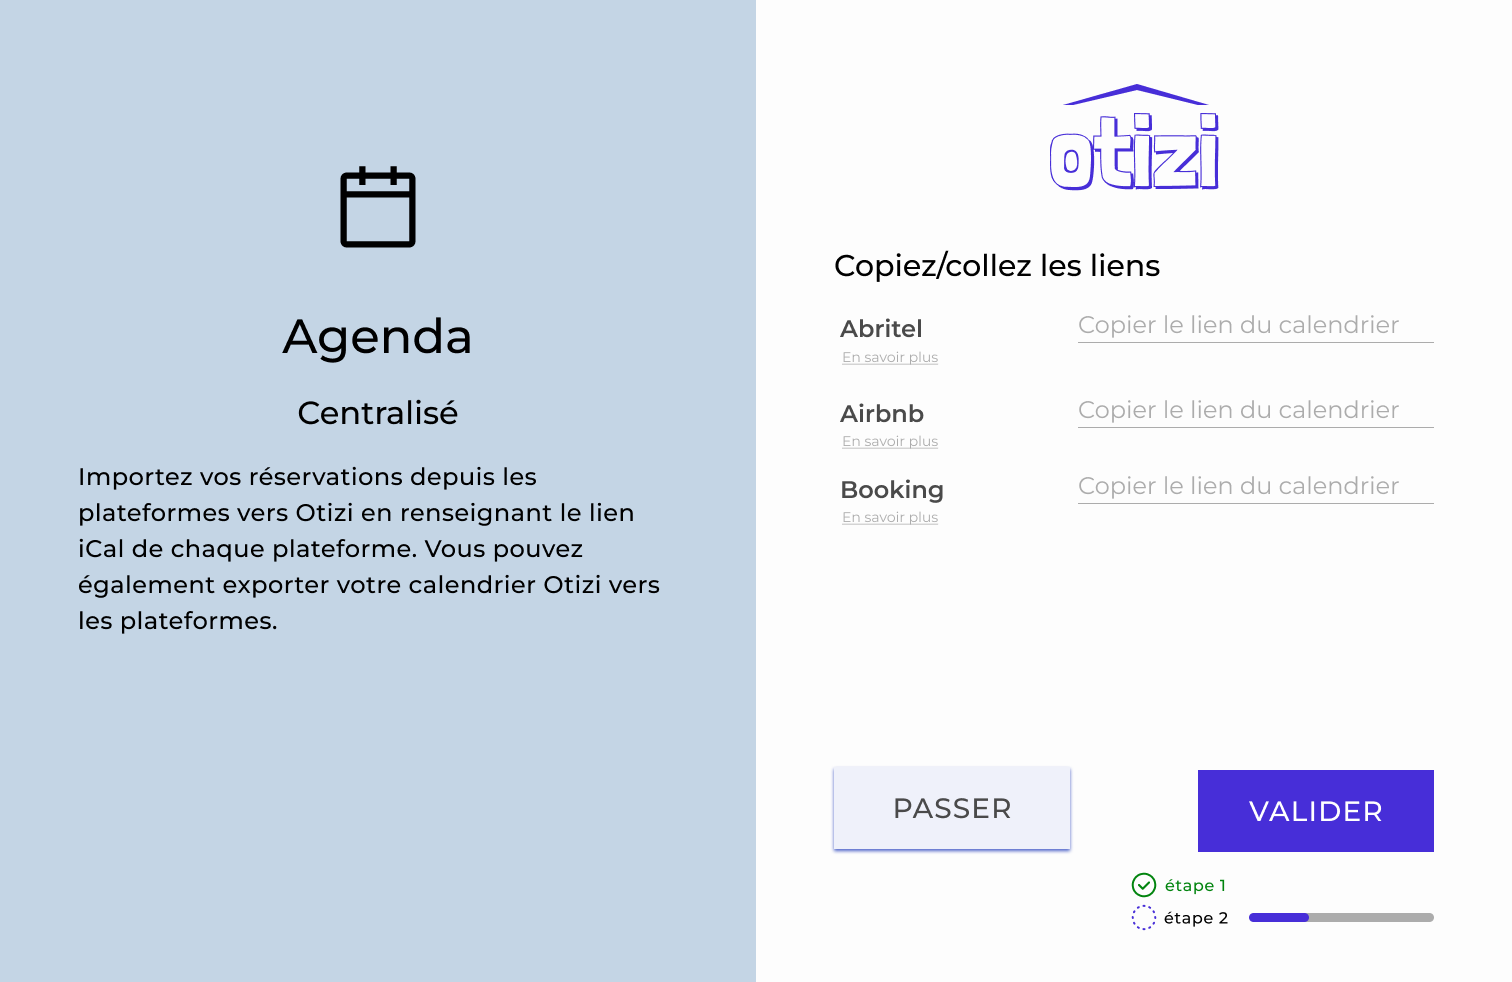 Agenda
Centralisé
Importez vos réservations depuis les
plateformes vers Otizi en renseignant le lien
iCal de chaque plateforme. Vous pouvez
également exporter votre calendrier Otizi vers
les plateformes.
otizi
Copiez/collez les liens
Abritel
Copier le lien du calendrier
En savoir plus
Airbnb
Copier le lien du calendrier
En savoir plus
Booking
Copier le lien du calendrier
En savoir plus
PASSER
VALIDER
étape 1
étape 2